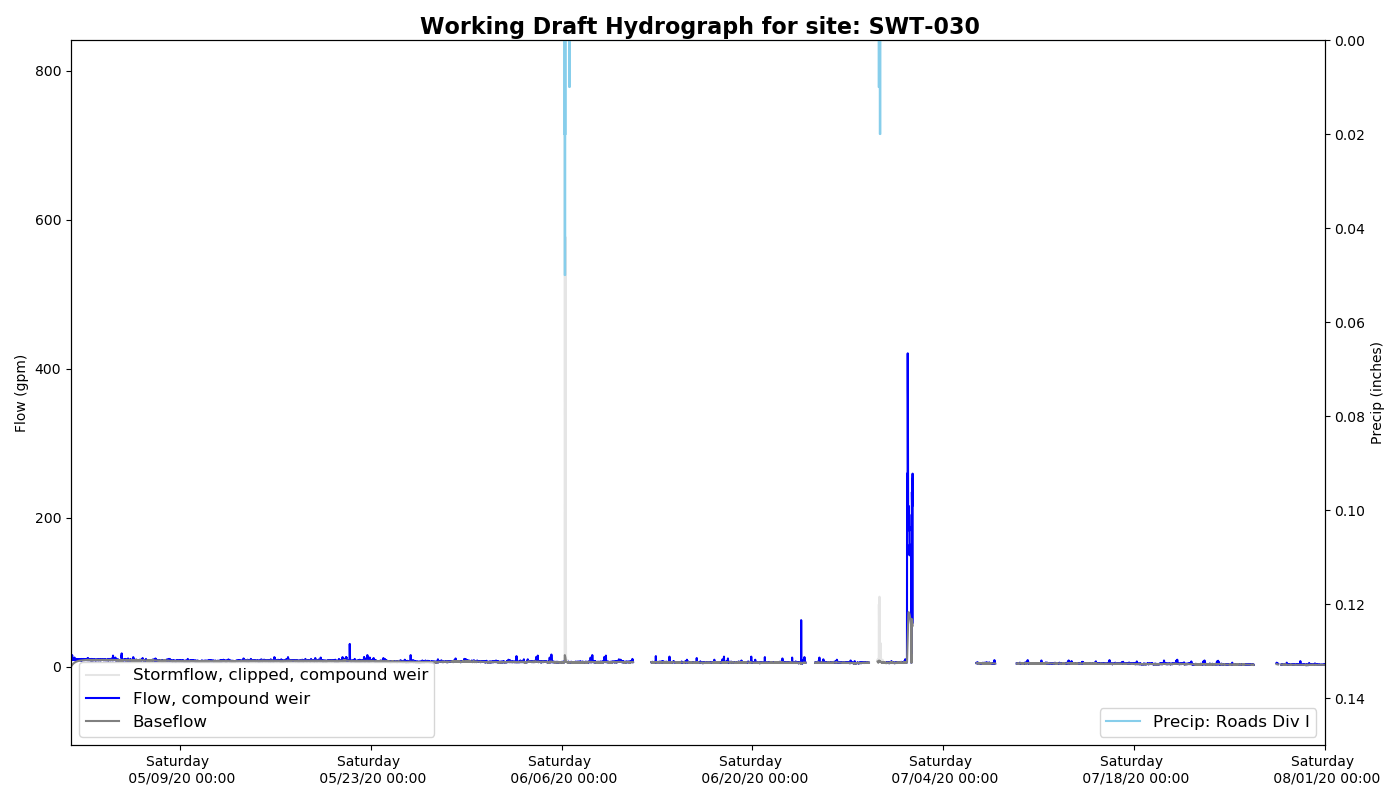 Working Draft Hydrograph for site: SWT-030
800
600
400
200
0
Flow (gpm)
0.00
0.02
0.04
0.06
0.08
0.10
0.12
0.14
Precip (inches)
Stormflow, clipped, compound weir
Flow, compound weir
Baseflow
Precip: Roads Div I
Saturday
05/09/20 00:00
Saturday
05/23/20 00:00
Saturday
06/06/20 00:00
Saturday
06/20/20 00:00
Saturday
07/04/20 00:00
Saturday
07/18/20 00:00
Saturday
08/01/20 00:00